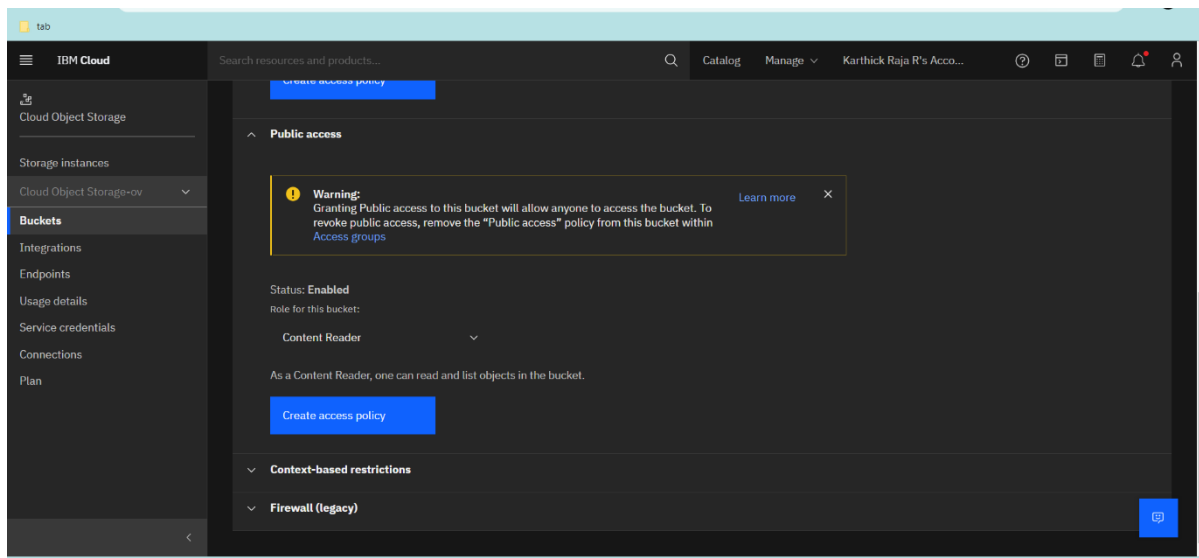 tab
IBM Cloud
Search resources and products...
Catalog
Manage
Karthick Raja R's Acco...
Cloud Object Storage
Storage instances
Cloud Object Storage-ov
Buckets
Integrations
Endpoints
Usage details
Service credentials
Connections
Plan
Create access policy
Public access
Warning:
Learn more
Granting Public access to this bucket will allow anyone to access the bucket. To
revoke public access, remove the “Public access” policy from this bucket within
Access groups
Status: Enabled
Role for this bucket:
Content Reader
As a Content Reader, one can read and list objects in the bucket.
Create access policy
Context-based restrictions
Firewall (legacy)